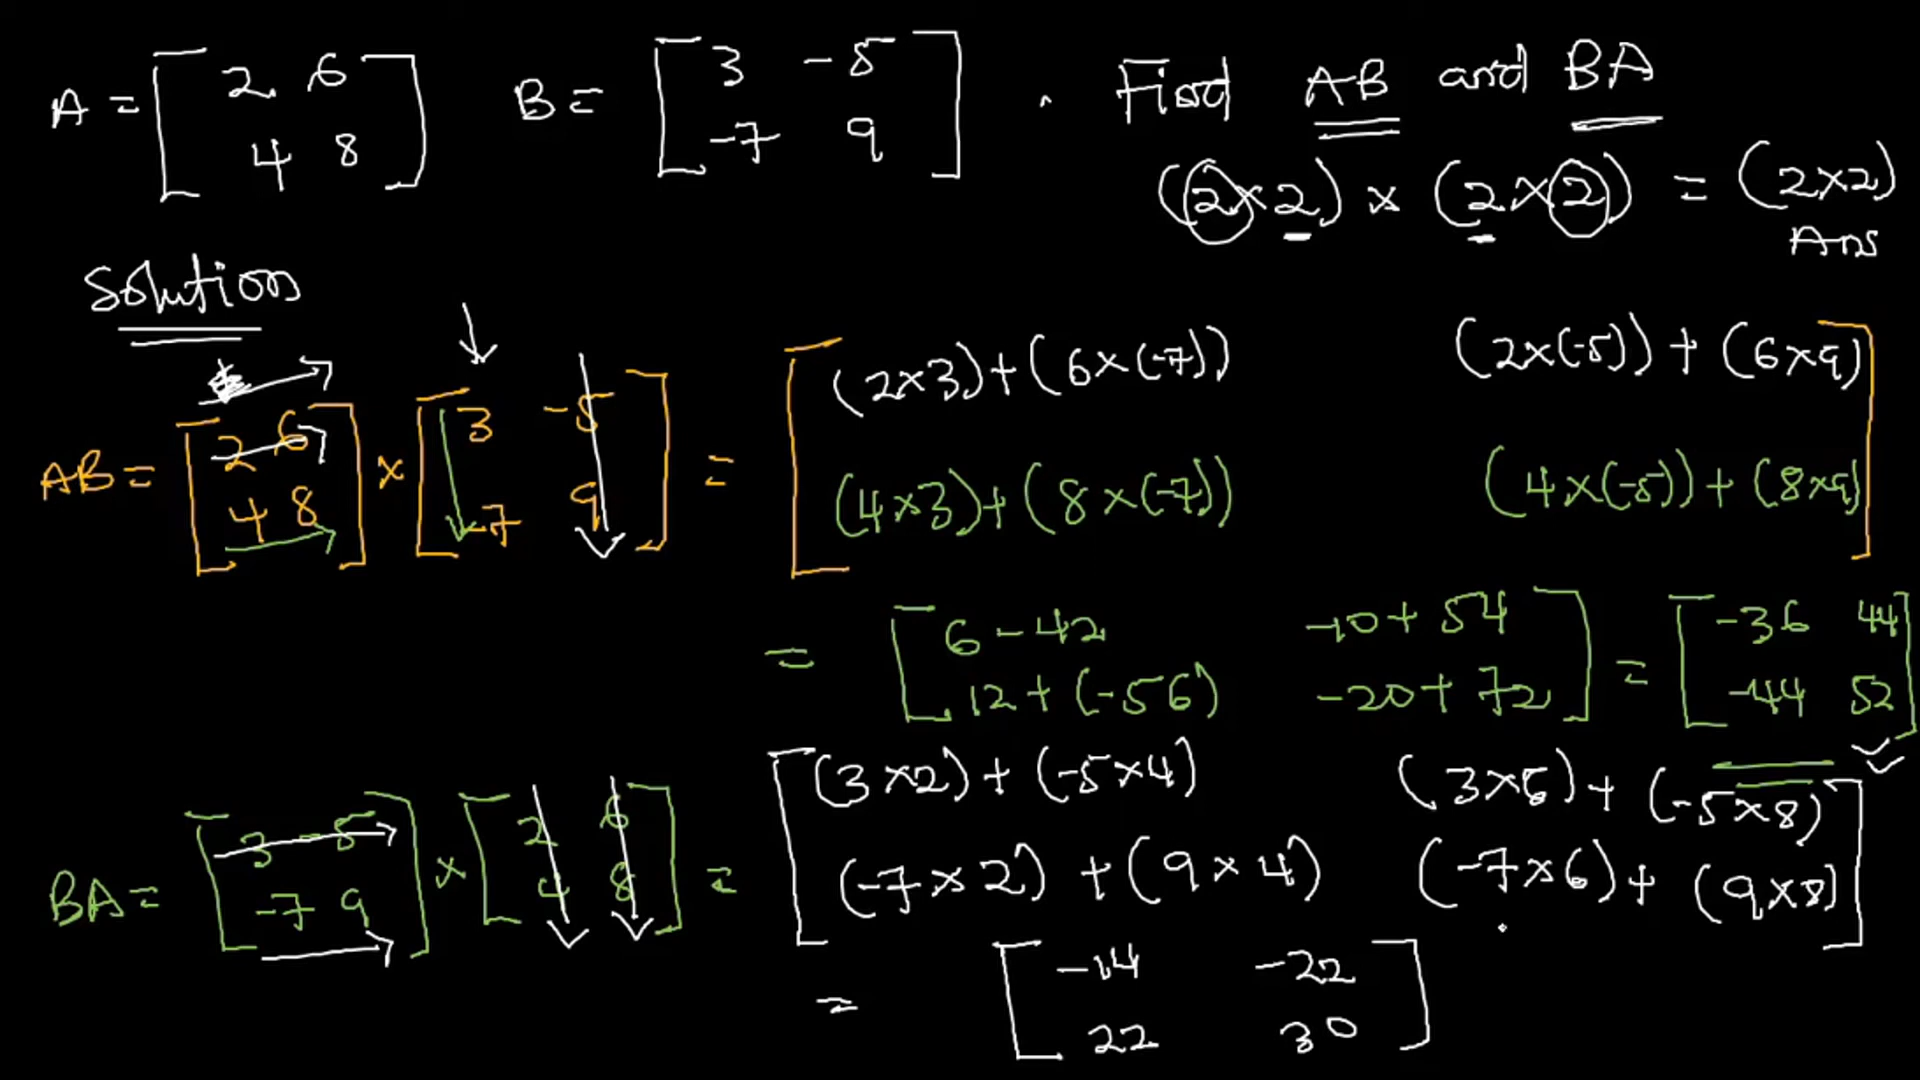 A = [ 2 6 B = [ 3 -5 ] . Find AB and BA
4 8 ] -7 9 ]
(2×2) × (2×2) = (2×2)
Ans
Solution
AB = [ 2 6 ] × [ 3 -5 ] = [ (2×3)+(6×(-7)) (2×(-5)) + (6×9)
4 8 -7 9 (4×3)+(8×(-7)) (4×(-5))+(8×9) ]
= [ 6 - 42 -10 + 54 ] = [ -36 44 ]
12 + (-56) -20 + 72 -44 52
BA = [ 3 -5 ] × [ 2 6 ] = [ (3×2)+(-5×4) (3×6)+(-5×8) ]
-7 9 4 8 (-7×2)+(9×4) (-7×6)+(9×8)
= [ -14 -22 ]
22 30